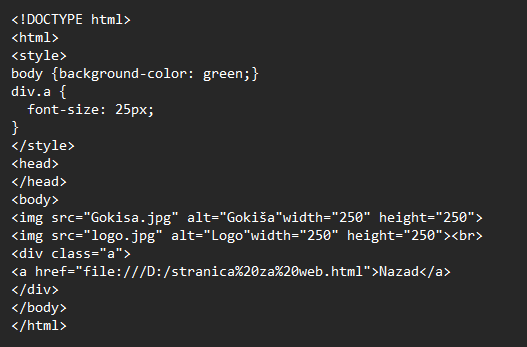 <!DOCTYPE html>
<html>
<style>
body {background-color: green;}
div.a {
  font-size: 25px;
}
</style>
<head>
</head>
<body>
<img src="Gokisa.jpg" alt="Gokiša"width="250" height="250">
<img src="logo.jpg" alt="Logo"width="250" height="250"><br>
<div class="a">
<a href="file:///D:/stranica%20za%20web.html">Nazad</a>
</div>
</body>
</html>